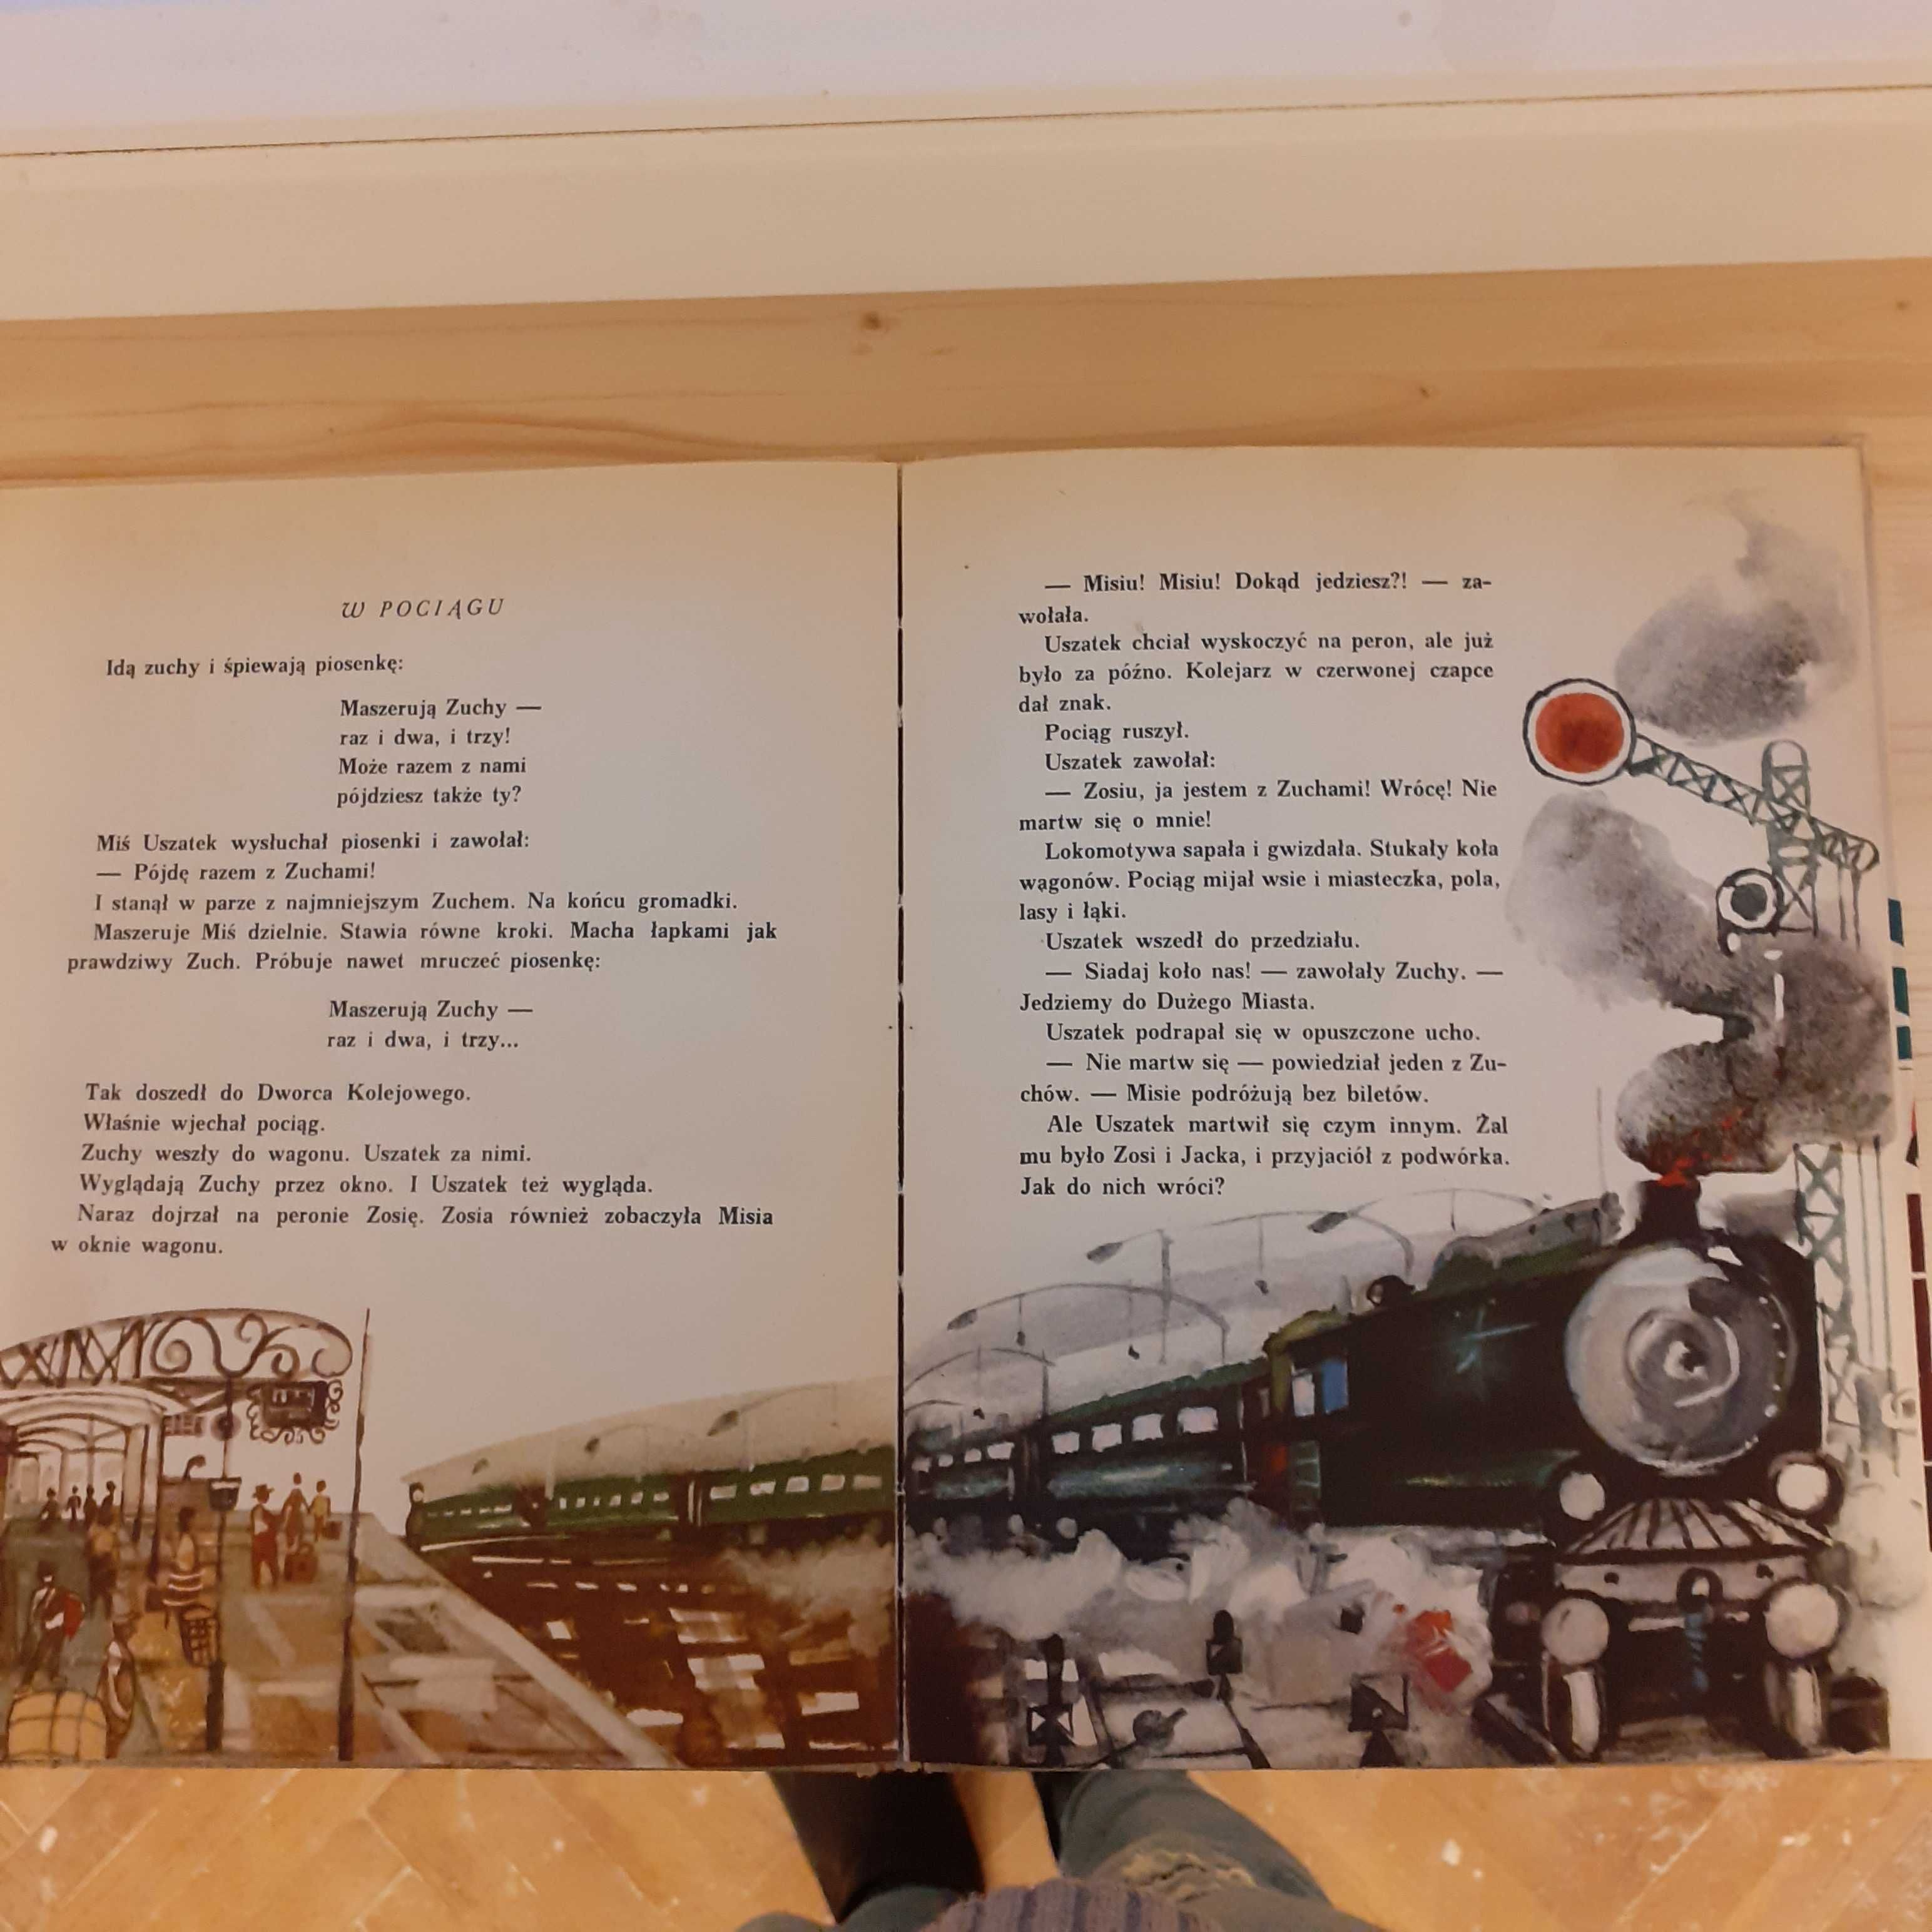 W POCIĄGU
Idą zuchy i śpiewają piosenkę:
Maszerują Zuchy —
raz i dwa, i trzy!
Może razem z nami
pójdziesz także ty?
Miś Uszatek wysłuchał piosenki i zawołał:
— Pójdę razem z Zuchami!
I stanął w parze z najmniejszym Zuchem. Na końcu gromadki.
Maszeruje Miś dzielnie. Stawia równe kroki. Macha łapkami jak
prawdziwy Zuch. Próbuje nawet mruczeć piosenkę:
Maszerują Zuchy —
raz i dwa, i trzy...
Tak doszedł do Dworca Kolejowego.
Właśnie wjechał pociąg.
Zuchy weszły do wagonu. Uszatek za nimi.
Wyglądają Zuchy przez okno. I Uszatek też wygląda.
Naraz dojrzał na peronie Zosię. Zosia również zobaczyła Misia
w oknie wagonu.
— Misiu! Misiu! Dokąd jedziesz?! — za-
wołała.
Uszatek chciał wyskoczyć na peron, ale już
było za późno. Kolejarz w czerwonej czapce
dał znak.
Pociąg ruszył.
Uszatek zawołał:
— Zosiu, ja jestem z Zuchami! Wrócę! Nie
martw się o mnie!
Lokomotywa sapała i gwizdała. Stukały koła
wagonów. Pociąg mijał wsie i miasteczka, pola,
lasy i łąki.
Uszatek wszedł do przedziału.
— Siadaj koło nas! — zawołały Zuchy. —
Jedziemy do Dużego Miasta.
Uszatek podrapał się w opuszczone ucho.
— Nie martw się — powiedział jeden z Zu-
chów. — Misie podróżują bez biletów.
Ale Uszatek martwił się czym innym. Żal
mu było Zosi i Jacka, i przyjaciół z podwórka.
Jak do nich wróci?